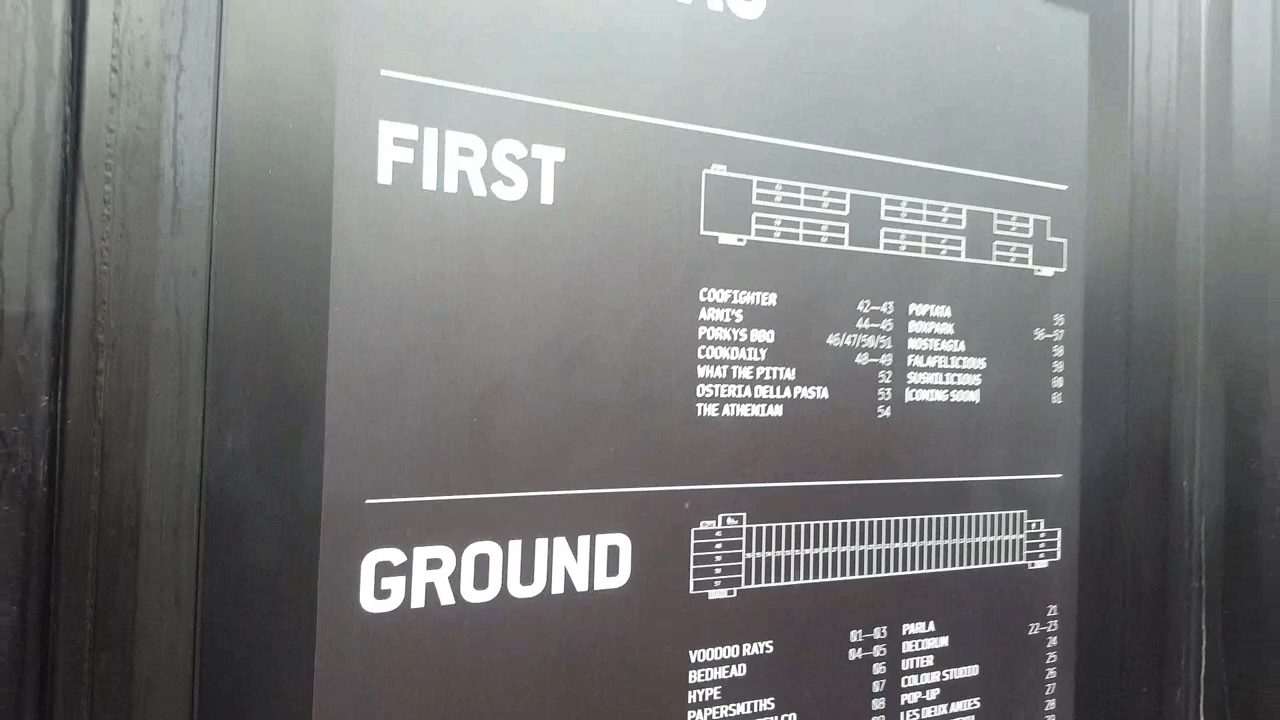 FIRST
COOFIGHTER 42—43
ARNI'S 44—45
PORKYS BBQ 46/47/50/51
COOKDAILY 48—49
WHAT THE PITTA! 52
OSTERIA DELLA PASTA 53
THE ATHENIAN 54
POPTATA 55
BOXPARK 56—57
NOSTEAGIA 58
FALAFELICIOUS 59
SUSHILICIOUS 60
[COMING SOON] 61
GROUND
VOODOO RAYS 01—03
BEDHEAD 04—05
HYPE 06
PAPERSMITHS 07
08
PARLA 21
DECORUM 22—23
UTTER 24
COLOUR STUDIO 25
POP-UP 26
LES DEUX AMIES 27